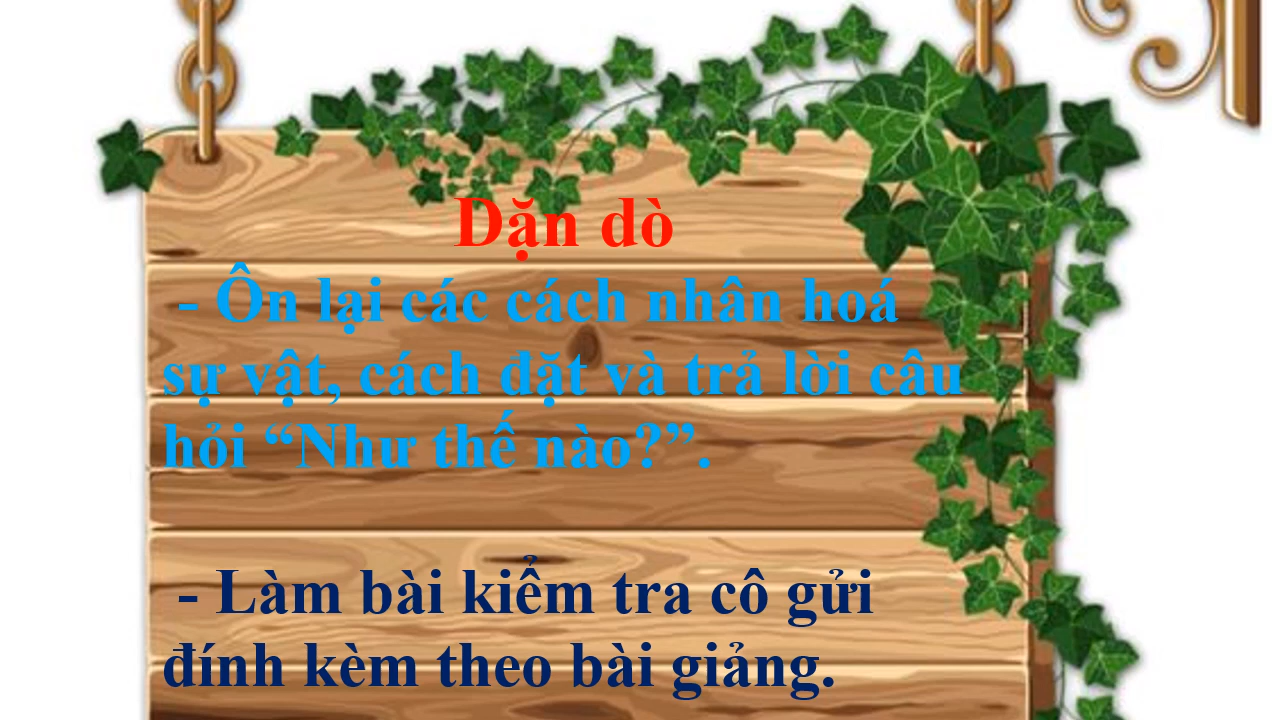 Dặn dò
- Ôn lại các cách nhân hoá
sự vật, cách đặt và trả lời câu
hỏi “Như thế nào?”.
- Làm bài kiểm tra cô gửi
đính kèm theo bài giảng.